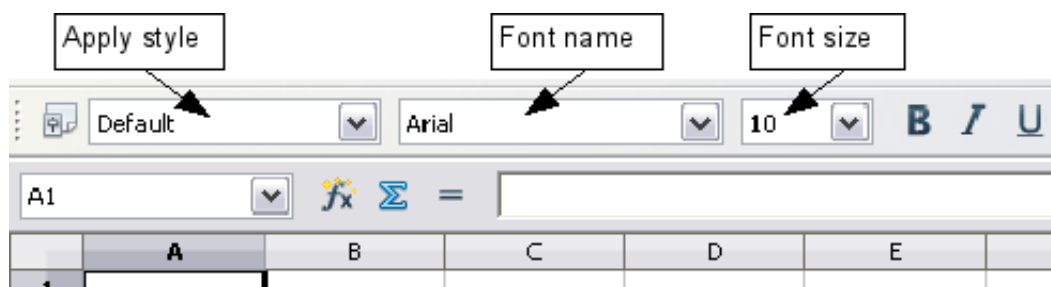 Apply style Font name Font size
Default Arial 10 B I U
A1 fx Σ =
A B C D E
1